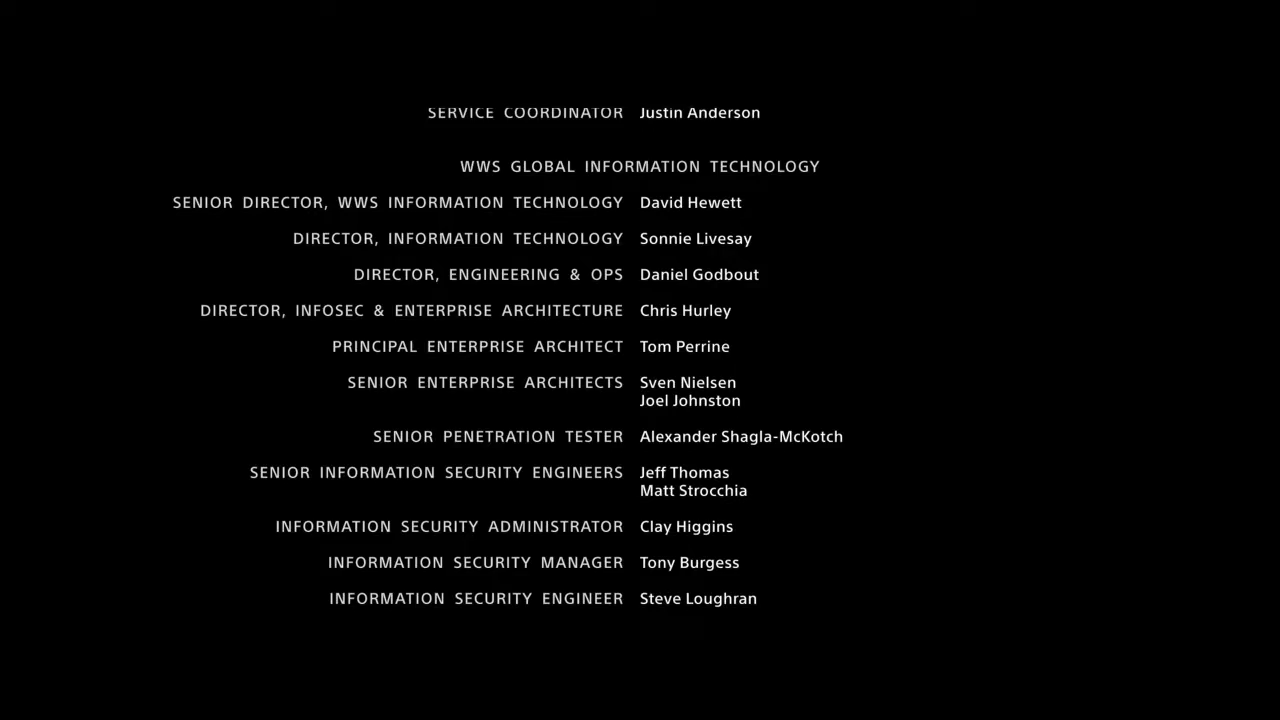 SERVICE COORDINATOR Justin Anderson
WWS GLOBAL INFORMATION TECHNOLOGY
SENIOR DIRECTOR, WWS INFORMATION TECHNOLOGY David Hewett
DIRECTOR, INFORMATION TECHNOLOGY Sonnie Livesay
DIRECTOR, ENGINEERING & OPS Daniel Godbout
DIRECTOR, INFOSEC & ENTERPRISE ARCHITECTURE Chris Hurley
PRINCIPAL ENTERPRISE ARCHITECT Tom Perrine
SENIOR ENTERPRISE ARCHITECTS Sven Nielsen
Joel Johnston
SENIOR PENETRATION TESTER Alexander Shagla-McKotch
SENIOR INFORMATION SECURITY ENGINEERS Jeff Thomas
Matt Strocchia
INFORMATION SECURITY ADMINISTRATOR Clay Higgins
INFORMATION SECURITY MANAGER Tony Burgess
INFORMATION SECURITY ENGINEER Steve Loughran